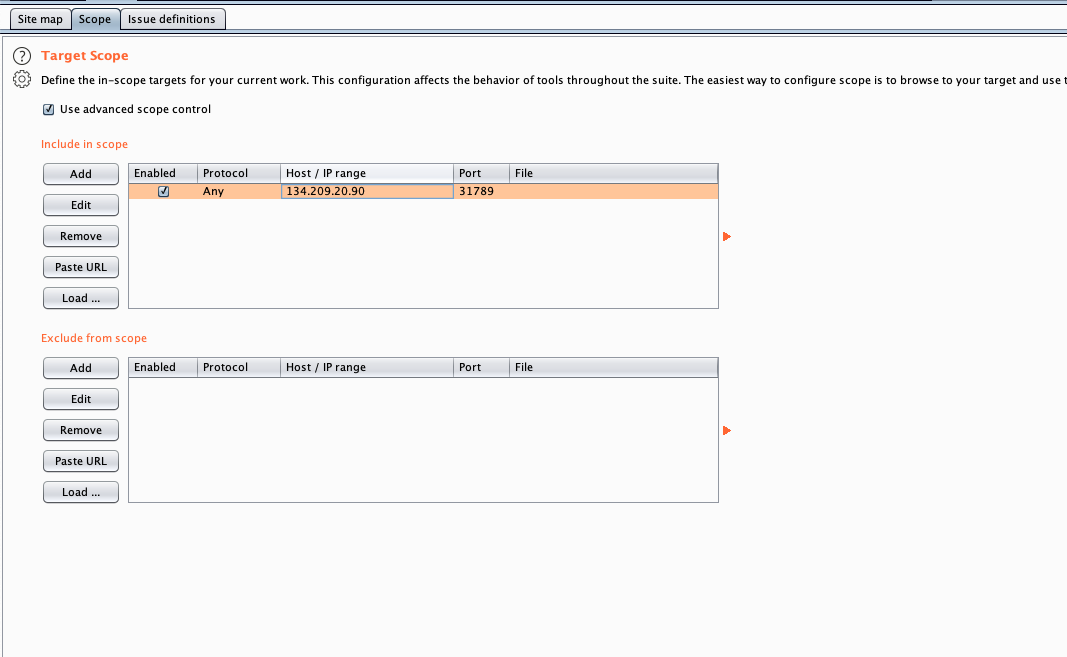 Site map Scope Issue definitions
? Target Scope
Define the in-scope targets for your current work. This configuration affects the behavior of tools throughout the suite. The easiest way to configure scope is to browse to your target and use
Use advanced scope control
Include in scope
Add Enabled Protocol Host / IP range Port File
Any 134.209.20.90 31789
Edit
Remove
Paste URL
Load ...
Exclude from scope
Add Enabled Protocol Host / IP range Port File
Edit
Remove
Paste URL
Load ...